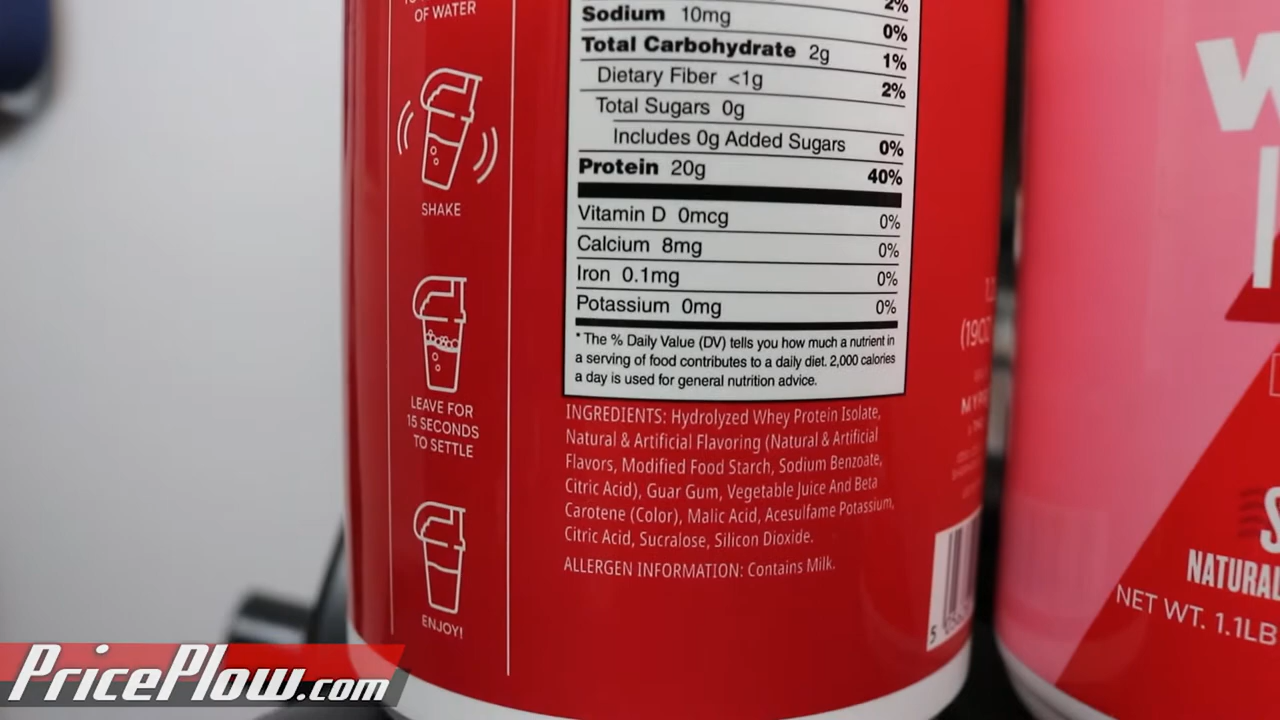 OF WATER
SHAKE
LEAVE FOR
15 SECONDS
TO SETTLE
ENJOY!
2%
Sodium 10mg 0%
Total Carbohydrate 2g 1%
Dietary Fiber <1g 2%
Total Sugars 0g
Includes 0g Added Sugars 0%
Protein 20g 40%
Vitamin D 0mcg 0%
Calcium 8mg 0%
Iron 0.1mg 0%
Potassium 0mg 0%
* The % Daily Value (DV) tells you how much a nutrient in
a serving of food contributes to a daily diet. 2,000 calories
a day is used for general nutrition advice.
INGREDIENTS: Hydrolyzed Whey Protein Isolate,
Natural & Artificial Flavoring (Natural & Artificial
Flavors, Modified Food Starch, Sodium Benzoate,
Citric Acid), Guar Gum, Vegetable Juice And Beta
Carotene (Color), Malic Acid, Acesulfame Potassium,
Citric Acid, Sucralose, Silicon Dioxide.
ALLERGEN INFORMATION: Contains Milk.
(19OZ
NATURAL
NET WT. 1.1LB
PricePlow.com